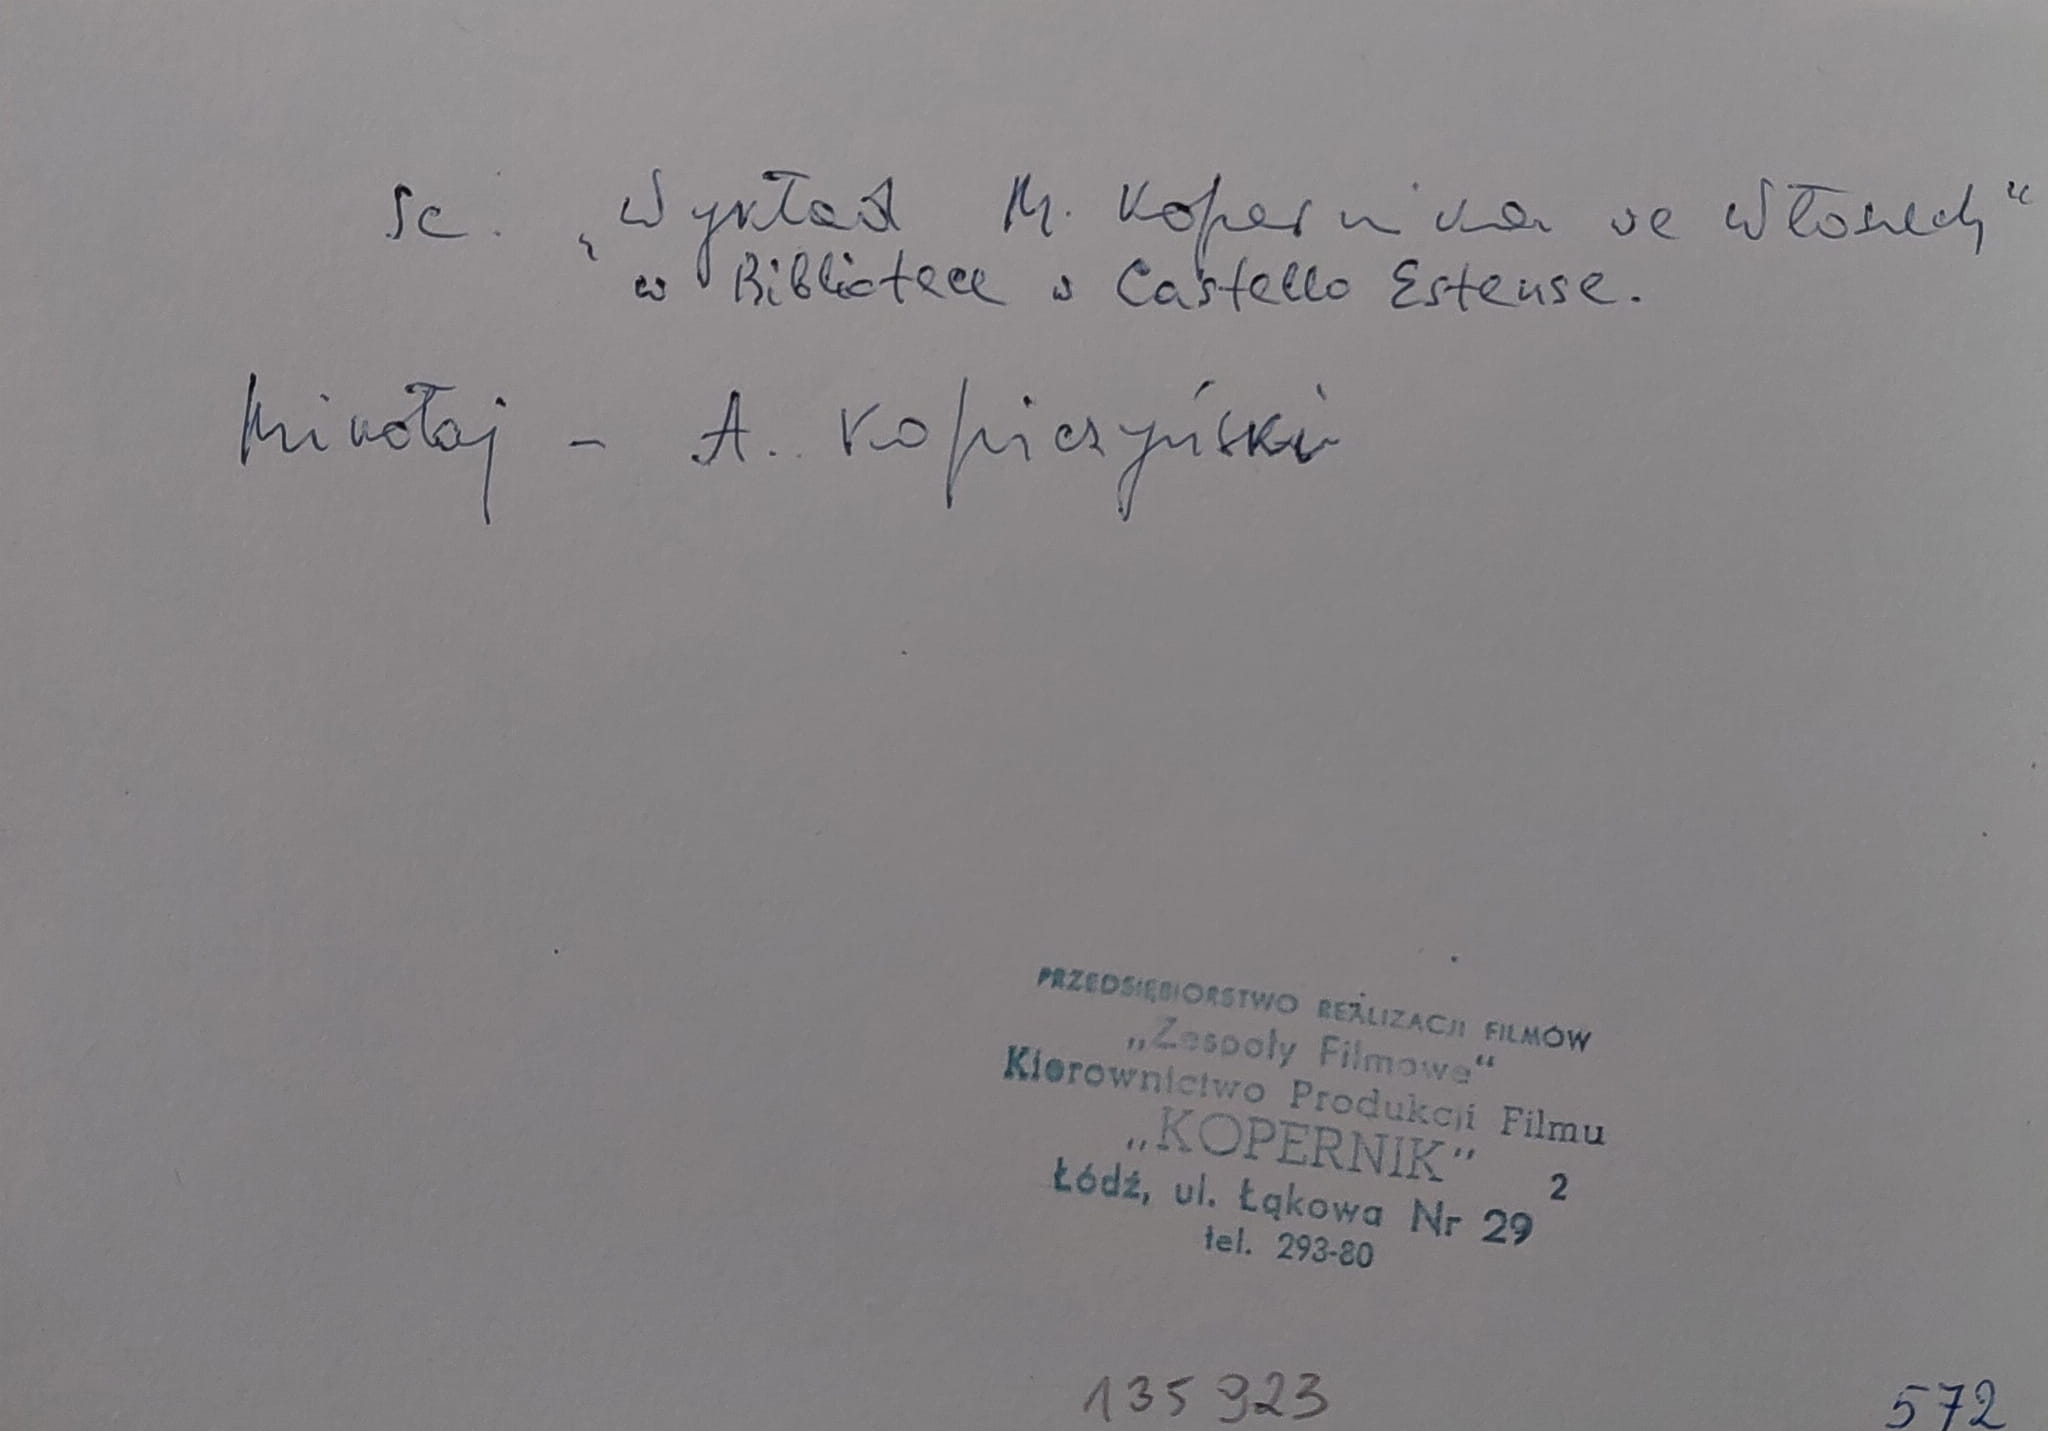 sc. „Wykład M. Kopernika we Włoszech“
w Bibliotece w Castello Estense.
Mikołaj - A. Kopiczyński
PRZEDSIĘBIORSTWO REALIZACJI FILMÓW
„Zespoły Filmowe“
Kierownictwo Produkcji Filmu
„KOPERNIK”
2
Łódź, ul. Łąkowa Nr 29
tel. 293-80
135923
572